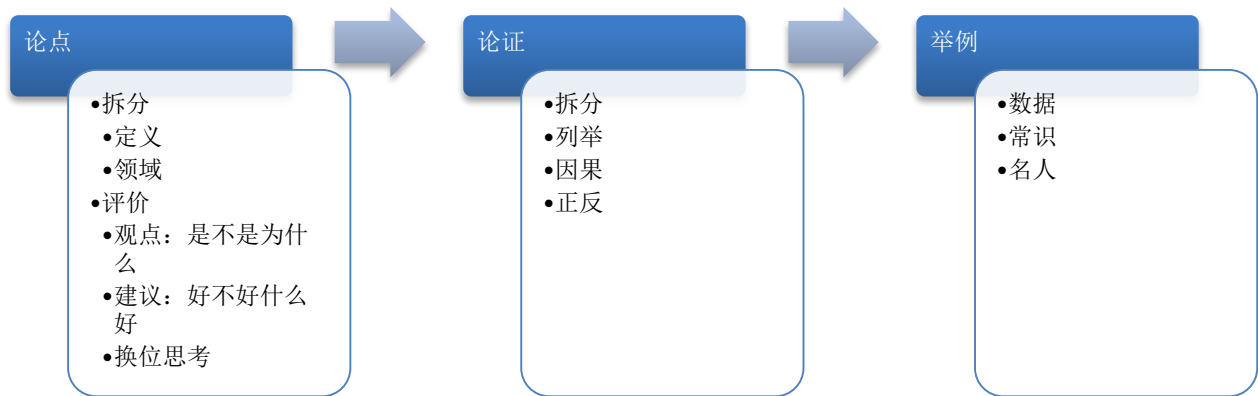 论点
•拆分
•定义
•领域
•评价
•观点：是不是为什
么
•建议：好不好什么
好
•换位思考
论证
•拆分
•列举
•因果
•正反
举例
•数据
•常识
•名人